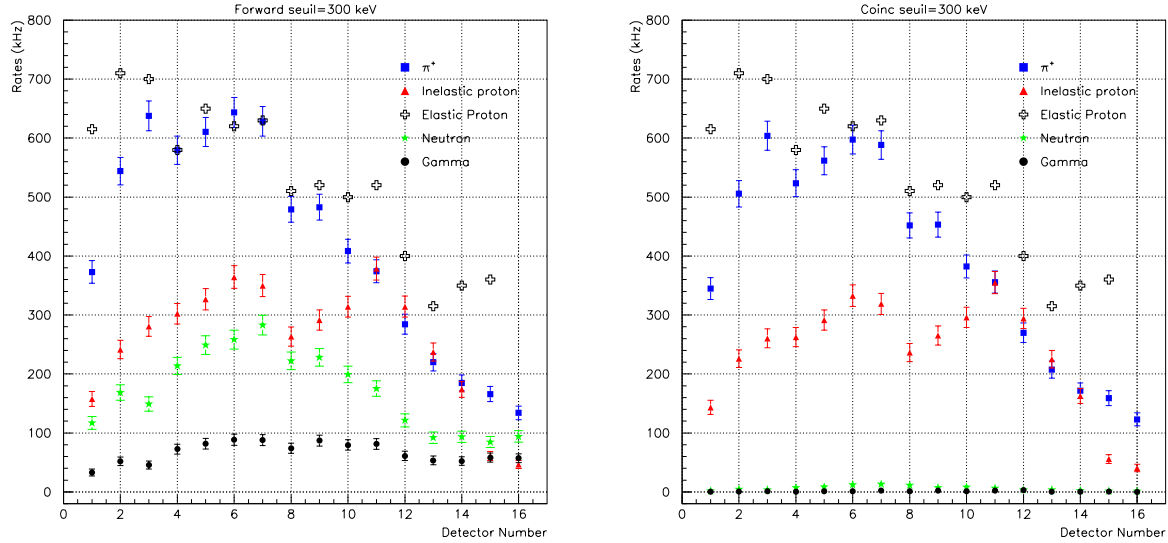 Forward seuil=300 keV
Rates (kHz)
800
700
600
500
400
300
200
100
0
π+
Inelastic proton
Elastic Proton
Neutron
Gamma
0 2 4 6 8 10 12 14 16
Detector Number
Coinc seuil=300 keV
Rates (kHz)
800
700
600
500
400
300
200
100
0
π+
Inelastic proton
Elastic Proton
Neutron
Gamma
0 2 4 6 8 10 12 14 16
Detector Number